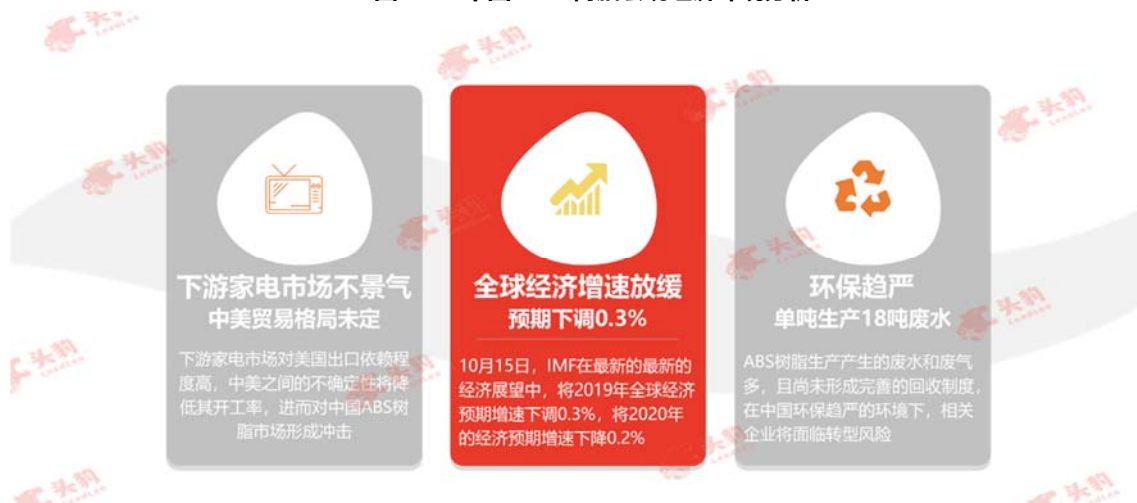 下游家电市场不景气
中美贸易格局未定
下游家电市场对美国出口依赖程
度高，中美之间的不确定性将降
低其开工率，进而对中国ABS树
脂市场形成冲击
全球经济增速放缓
预期下调0.3%
10月15日，IMF在最新的最新的
经济展望中，将2019年全球经济
预期增速下调0.3%，将2020年
的经济预期增速下降0.2%
环保趋严
单吨生产18吨废水
ABS树脂生产产生的废水和废气
多，且尚未形成完善的回收制度，
在中国环保趋严的环境下，相关
企业将面临转型风险
头豹
LeadLeo